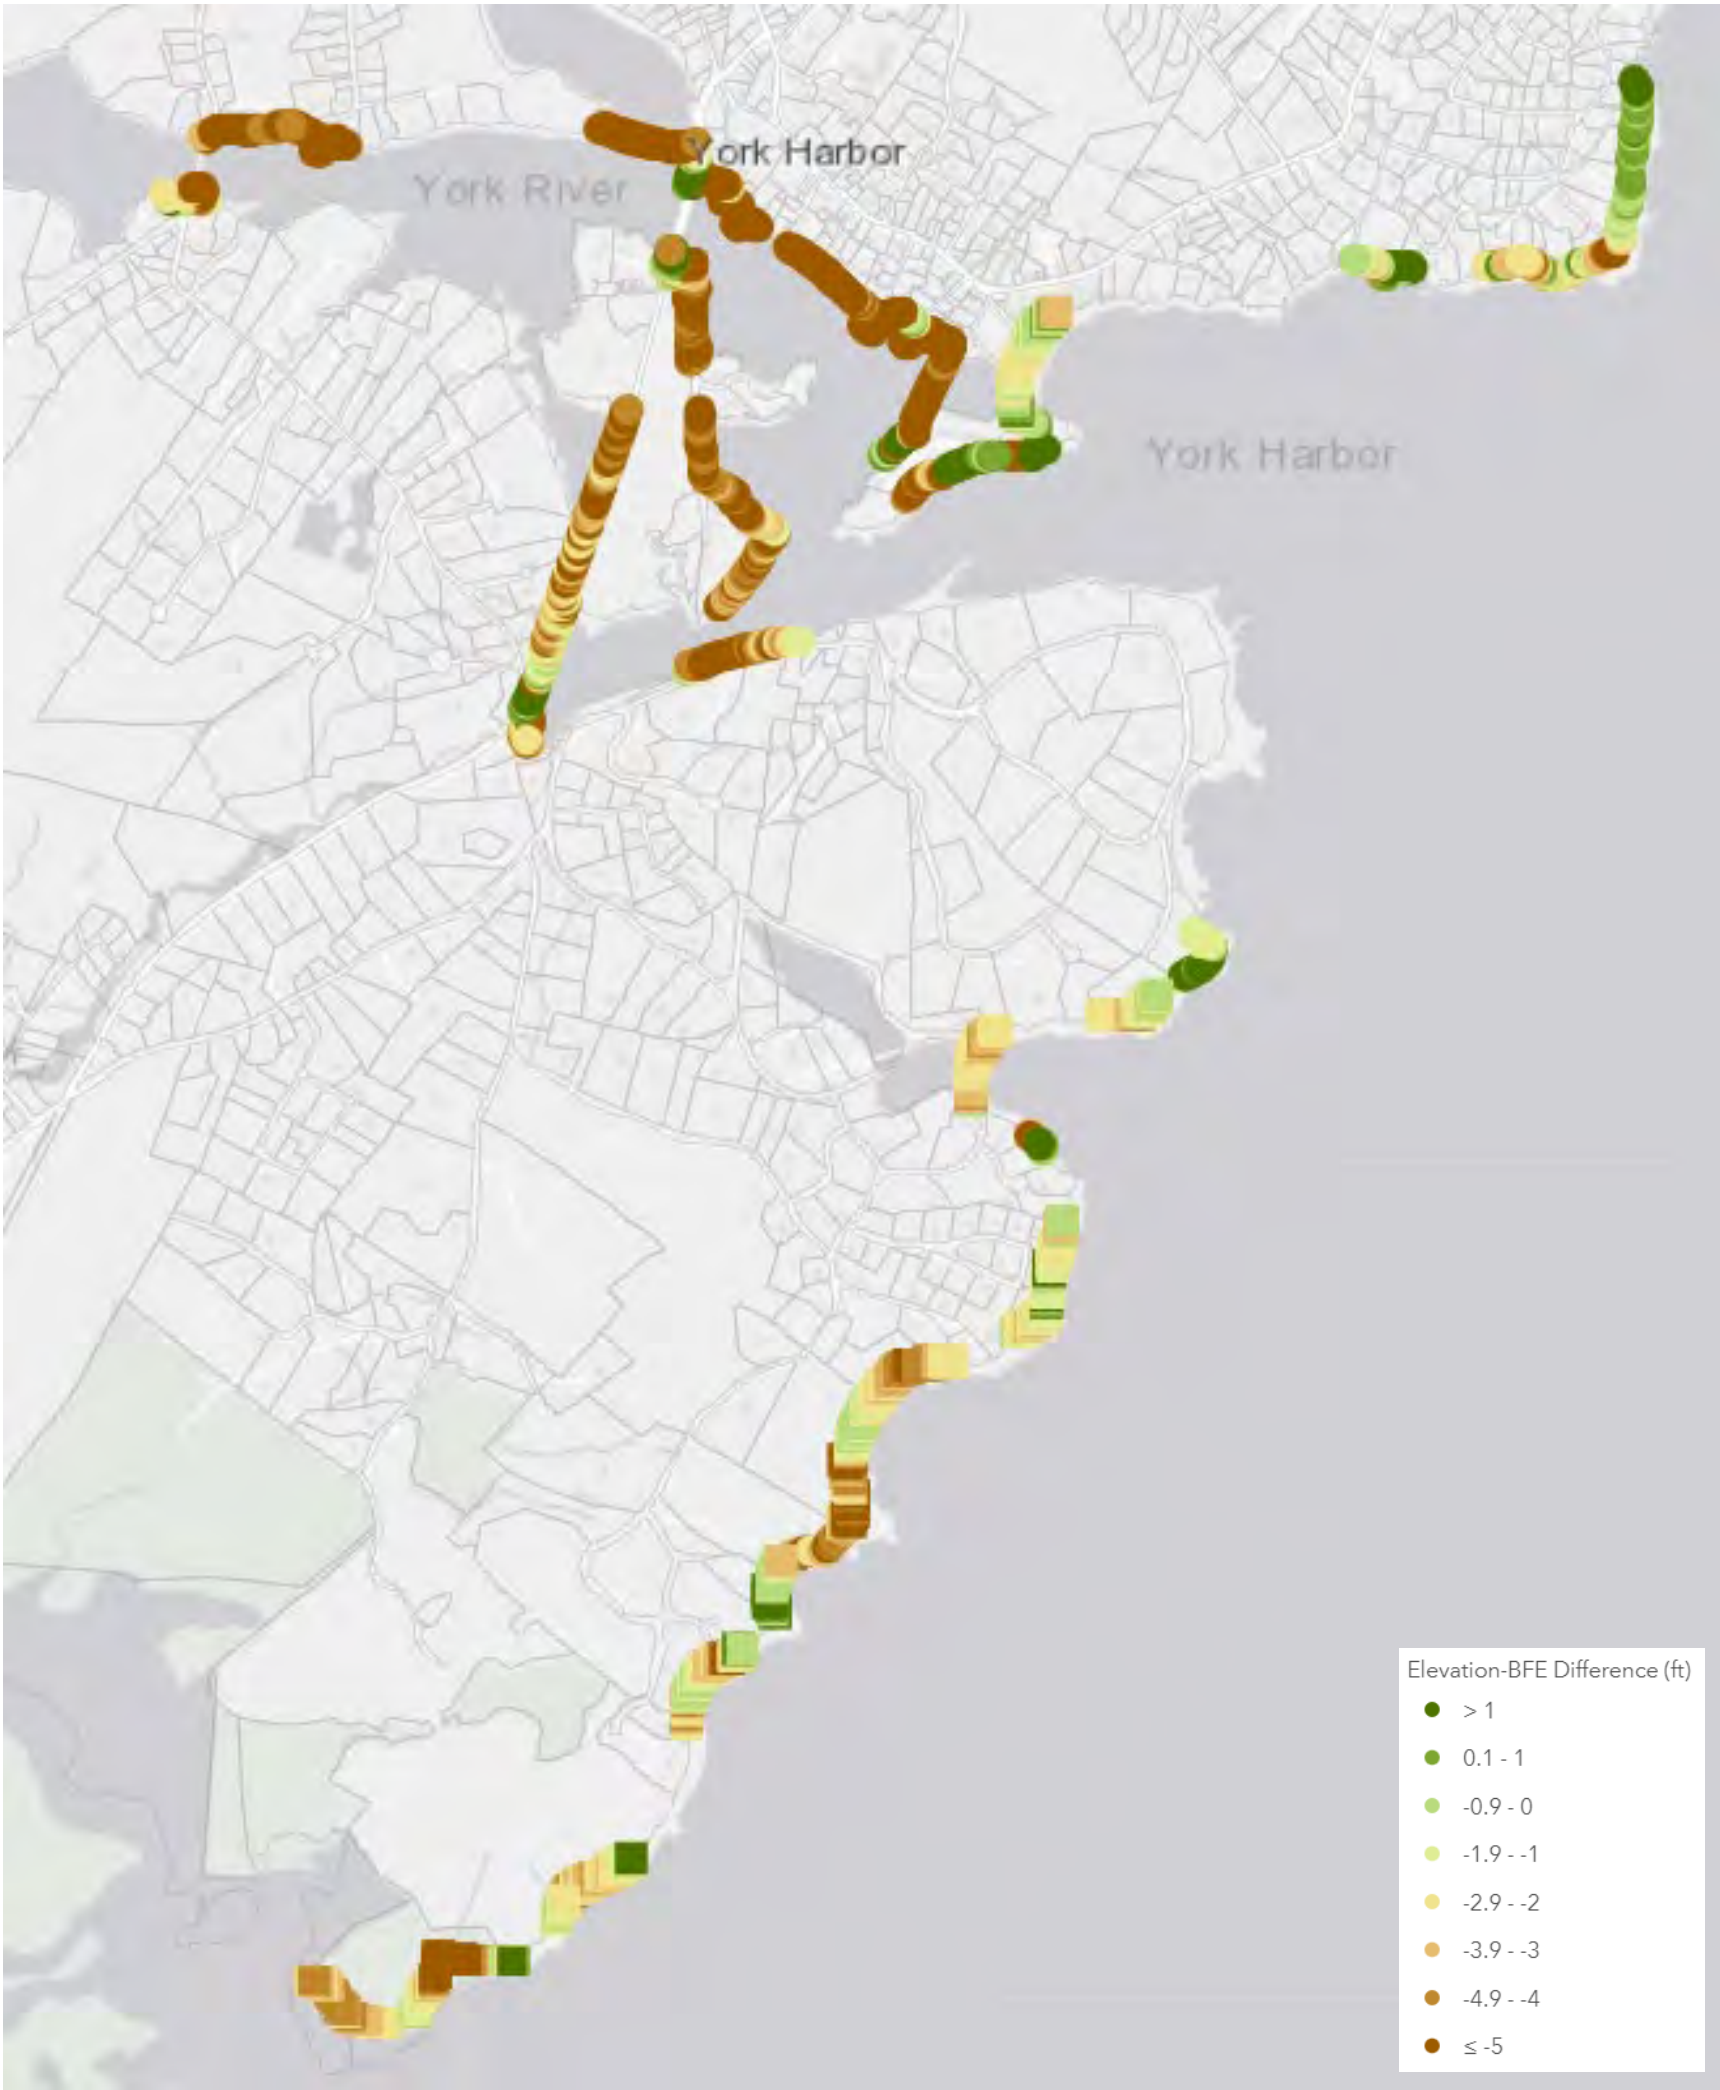 York Harbor
York River
York Harbor
Elevation-BFE Difference (ft)
> 1
0.1 - 1
-0.9 - 0
-1.9 - -1
-2.9 - -2
-3.9 - -3
-4.9 - -4
≤ -5